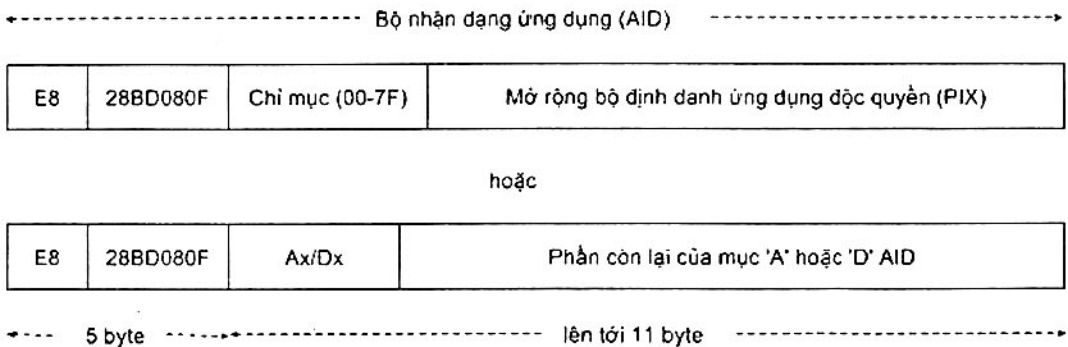 Bộ nhận dạng ứng dụng (AID)
E8 28BD080F Chỉ mục (00-7F) Mở rộng bộ định danh ứng dụng độc quyền (PIX)
hoặc
E8 28BD080F Ax/Dx Phần còn lại của mục 'A' hoặc 'D' AID
5 byte lên tới 11 byte